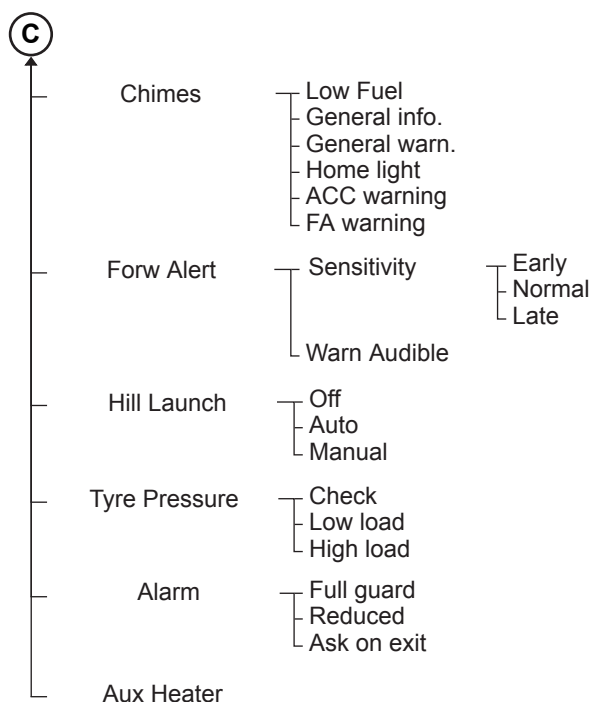 C
Chimes
Low Fuel
General info.
General warn.
Home light
ACC warning
FA warning
Forw Alert
Sensitivity
Early
Normal
Late
Warn Audible
Hill Launch
Off
Auto
Manual
Tyre Pressure
Check
Low load
High load
Alarm
Full guard
Reduced
Ask on exit
Aux Heater